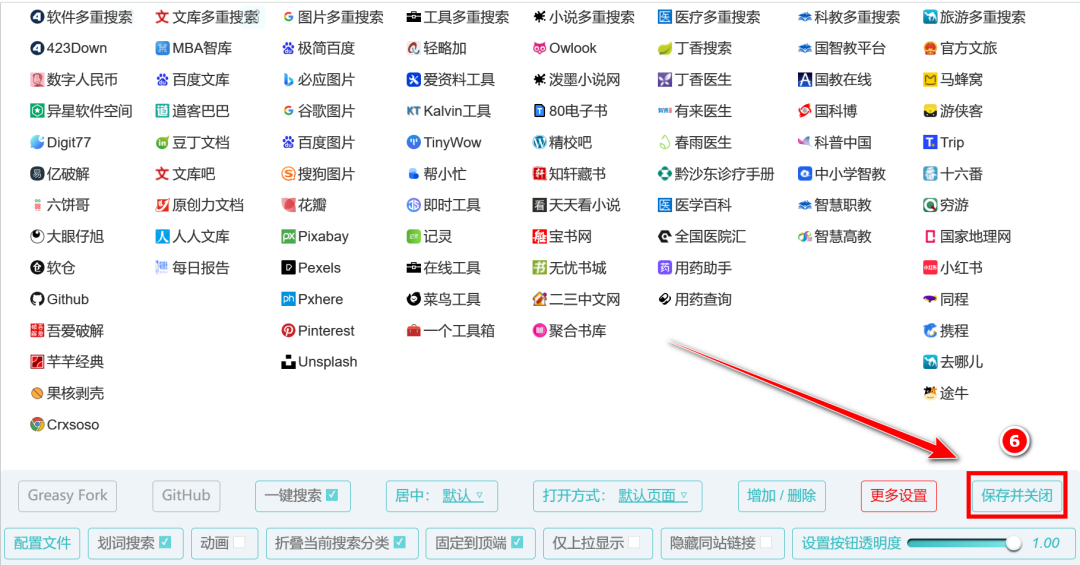 软件多重搜索 文库多重搜索 图片多重搜索 工具多重搜索 小说多重搜索 医疗多重搜索 科教多重搜索 旅游多重搜索
423Down MBA智库 极简百度 轻略加 Owlook 丁香搜索 国智教平台 官方文旅
数字人民币 百度文库 必应图片 爱资料工具 泼墨小说网 丁香医生 国教在线 马蜂窝
异星软件空间 道客巴巴 谷歌图片 Kalvin工具 80电子书 有来医生 国科博 游侠客
Digit77 豆丁文档 百度图片 TinyWow 精校吧 春雨医生 科普中国 Trip
亿破解 文库吧 搜狗图片 帮小忙 知轩藏书 黔沙东诊疗手册 中小学智教 十六番
六饼哥 原创力文档 花瓣 即时工具 天天看小说 医学百科 智慧职教 穷游
大眼仔旭 人人文库 Pixabay 记灵 宝书网 全国医院汇 智慧高教 国家地理网
软仓 每日报告 Pexels 在线工具 无忧书城 用药助手 小红书
Github Pxhere 菜鸟工具 二三中文网 用药查询 同程
吾爱破解 Pinterest 一个工具箱 聚合书库 携程
芊芊经典 Unsplash 去哪儿
果核剥壳 途牛
Crxsoso
6
Greasy Fork GitHub 一键搜索 居中： 默认 打开方式： 默认页面 增加 / 删除 更多设置 保存并关闭
配置文件 划词搜索 动画 折叠当前搜索分类 固定到顶端 仅上拉显示 隐藏同站链接 设置按钮透明度 1.00